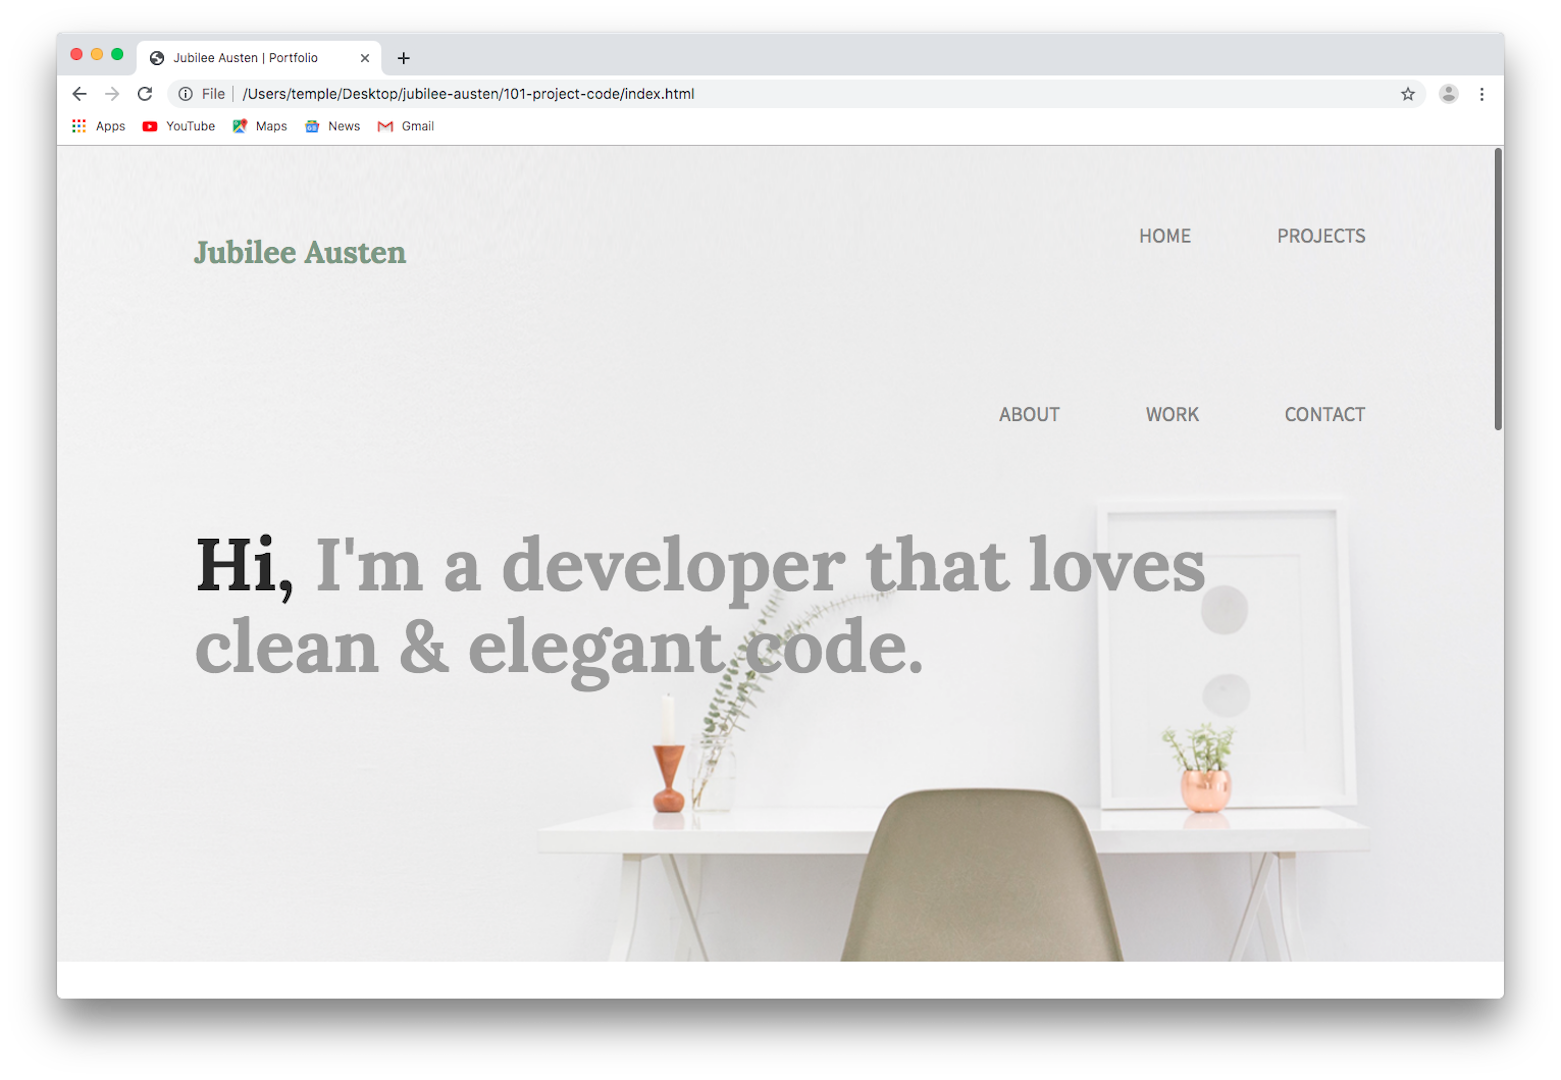 Jubilee Austen | Portfolio
File | /Users/temple/Desktop/jubilee-austen/101-project-code/index.html
Apps YouTube Maps News Gmail
Jubilee Austen
HOME PROJECTS
ABOUT WORK CONTACT
Hi, I'm a developer that loves
clean & elegant code.